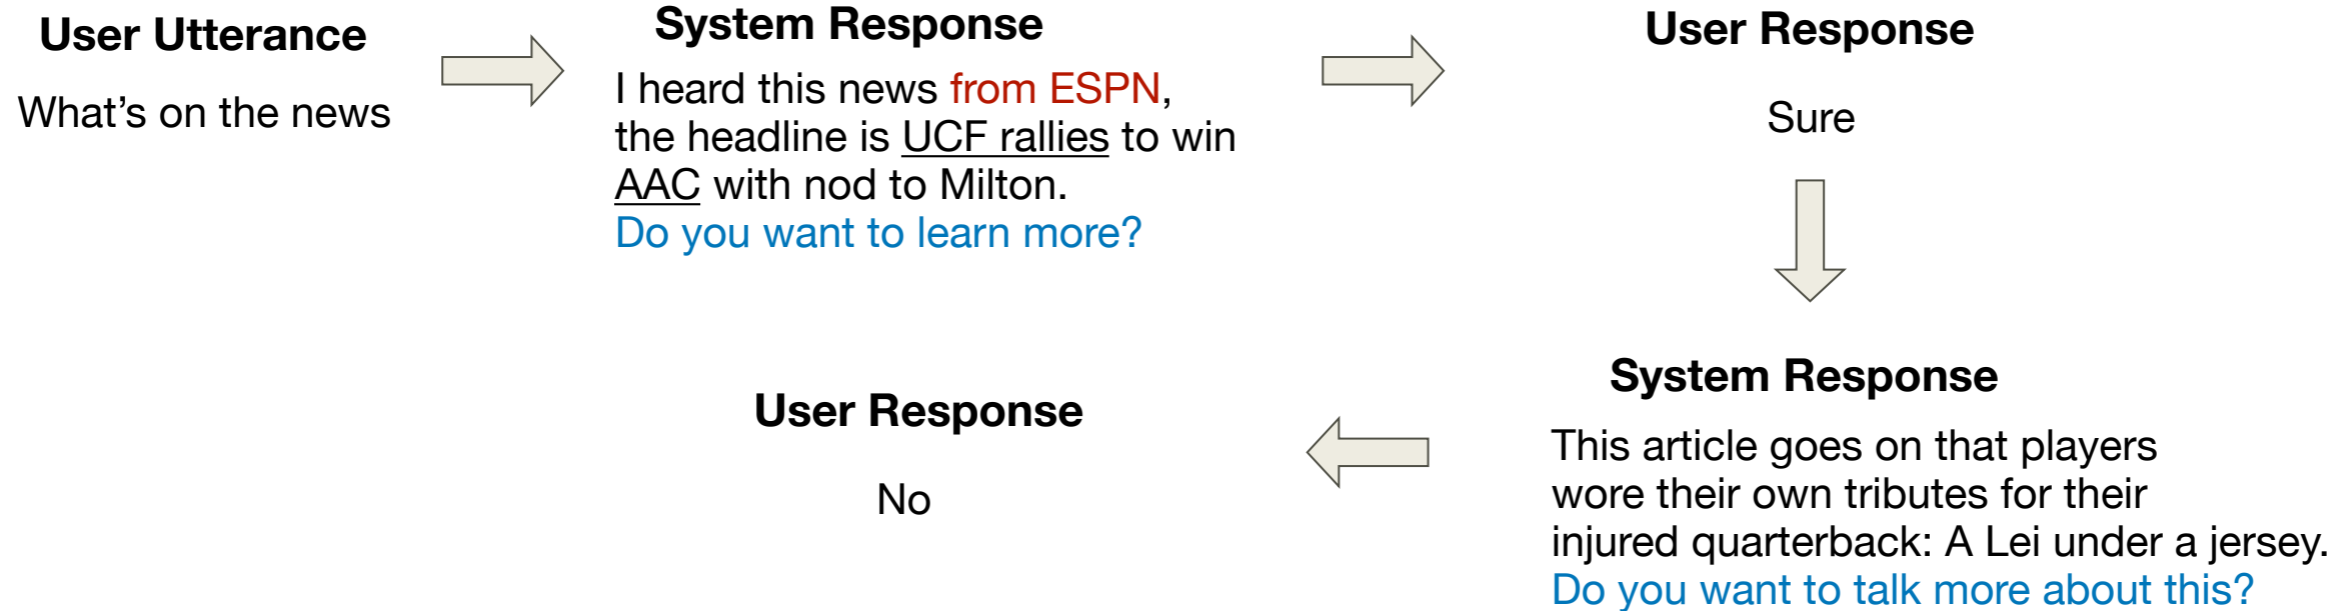 User Utterance
What's on the news
System Response
I heard this news from ESPN,
the headline is UCF rallies to win
AAC with nod to Milton.
Do you want to learn more?
User Response
Sure
System Response
This article goes on that players
wore their own tributes for their
injured quarterback: A Lei under a jersey.
Do you want to talk more about this?
User Response
No